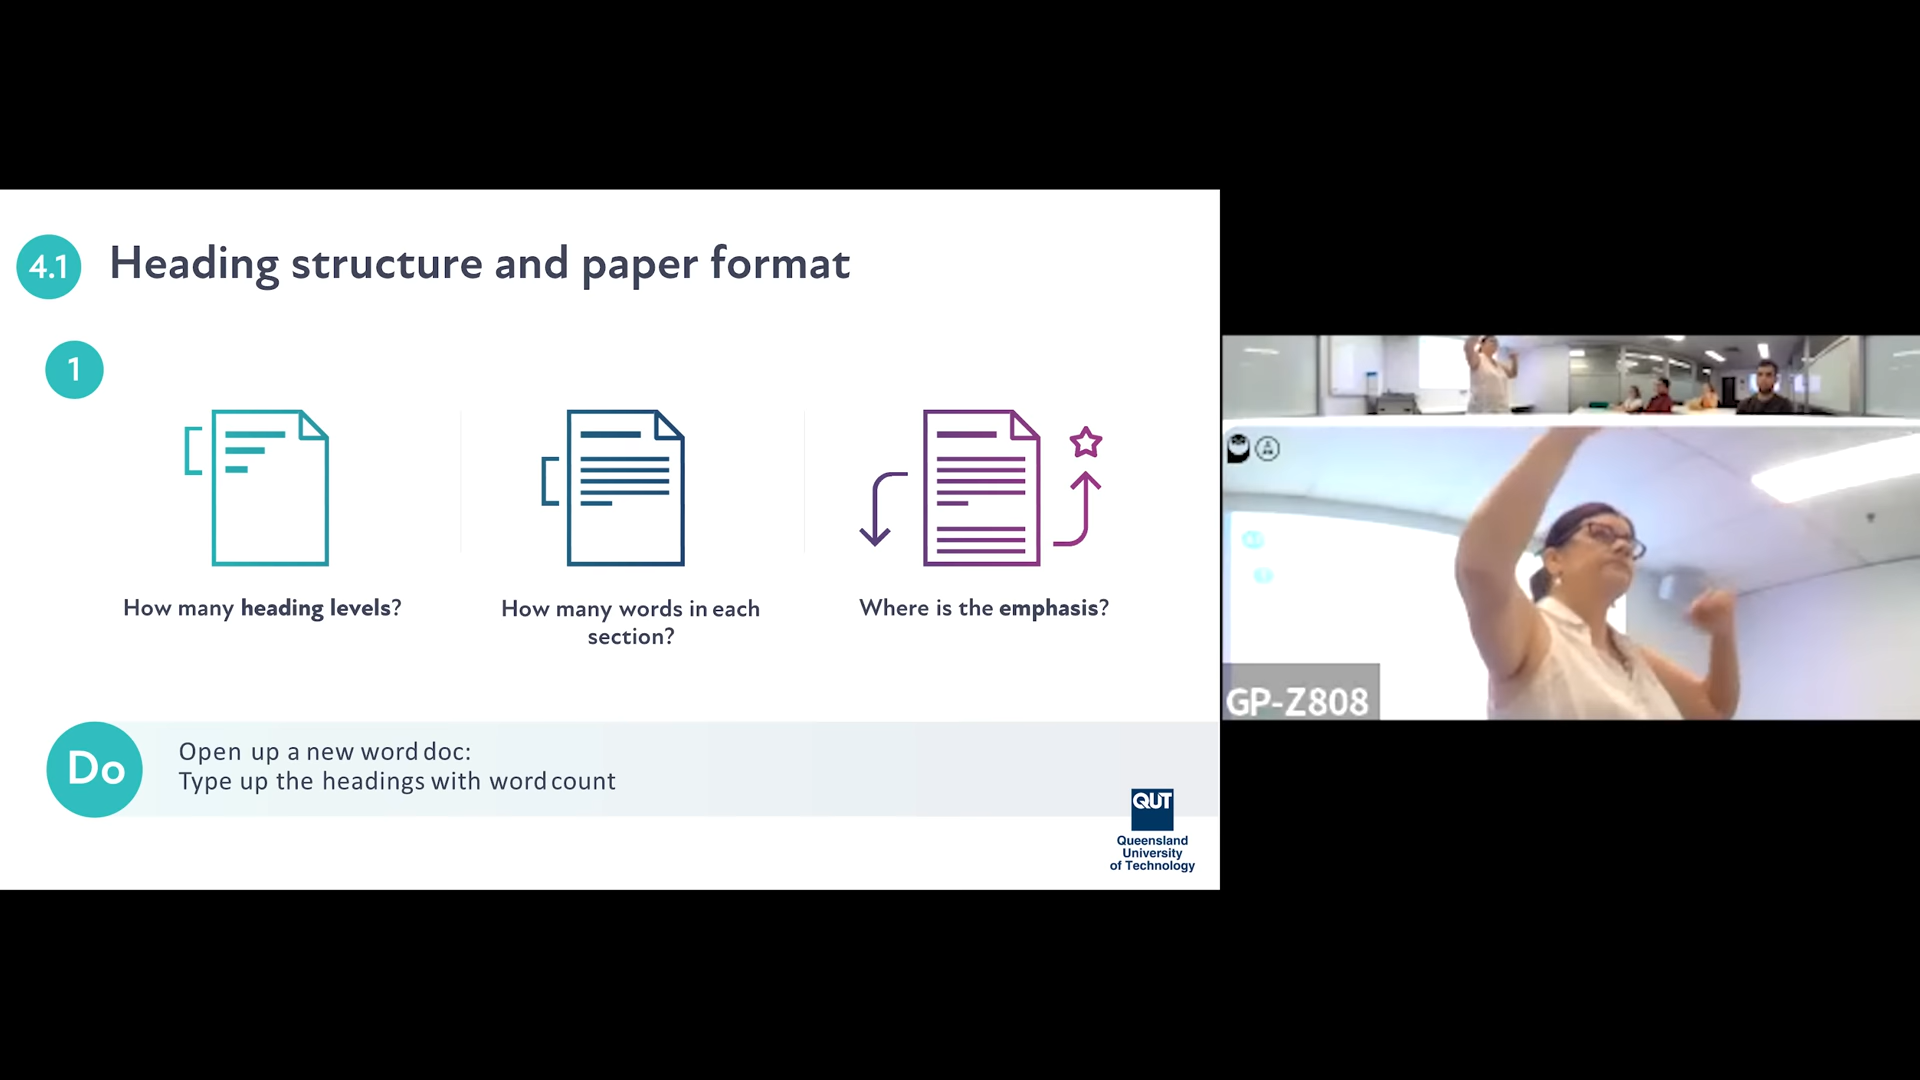 4.1
Heading structure and paper format
1
How many heading levels?
How many words in each
section?
Where is the emphasis?
Do
Open up a new word doc:
Type up the headings with word count
QUT
Queensland
University
of Technology
GP-Z808